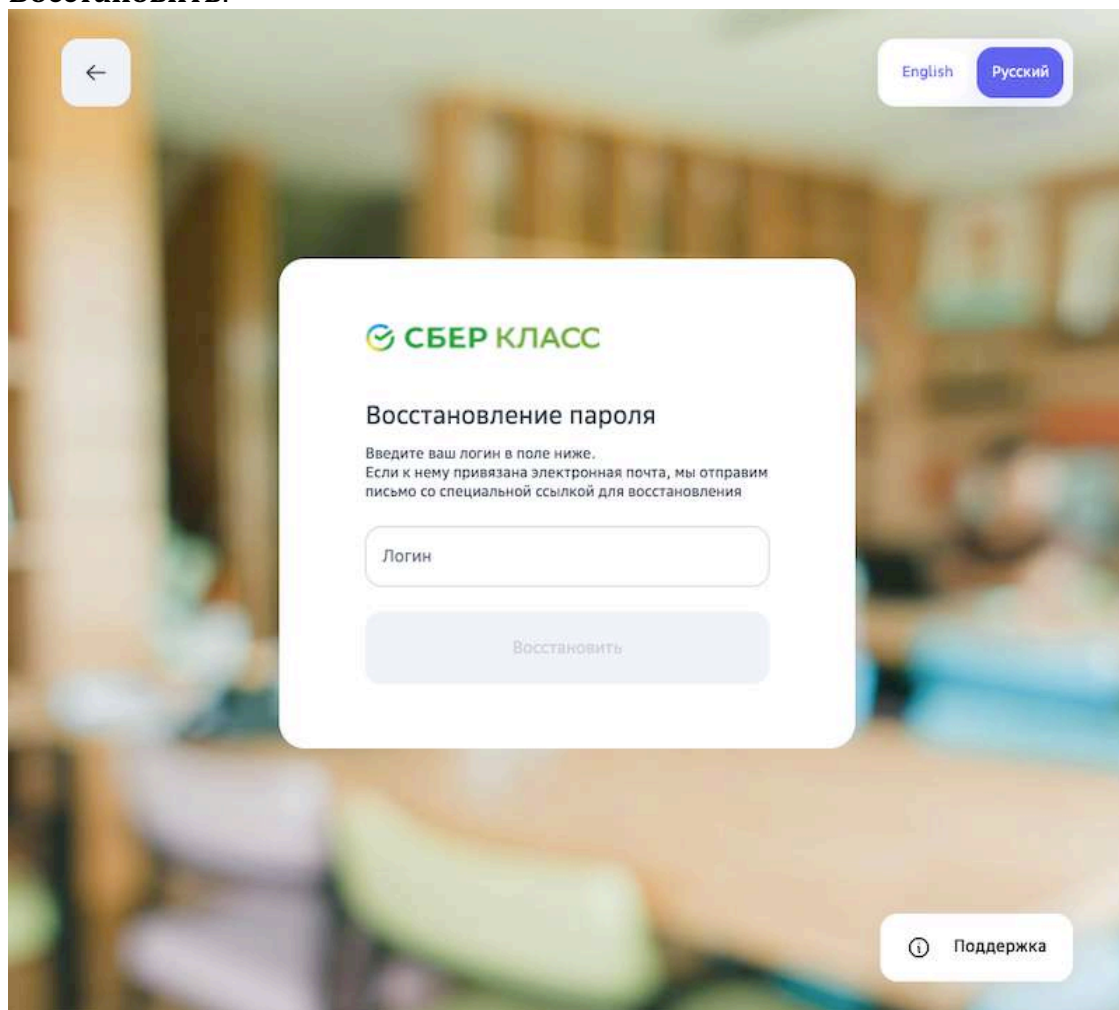 Восстановить.
English Русский
СБЕР КЛАСС
Восстановление пароля
Введите ваш логин в поле ниже.
Если к нему привязана электронная почта, мы отправим
письмо со специальной ссылкой для восстановления
Логин
Восстановить
Поддержка